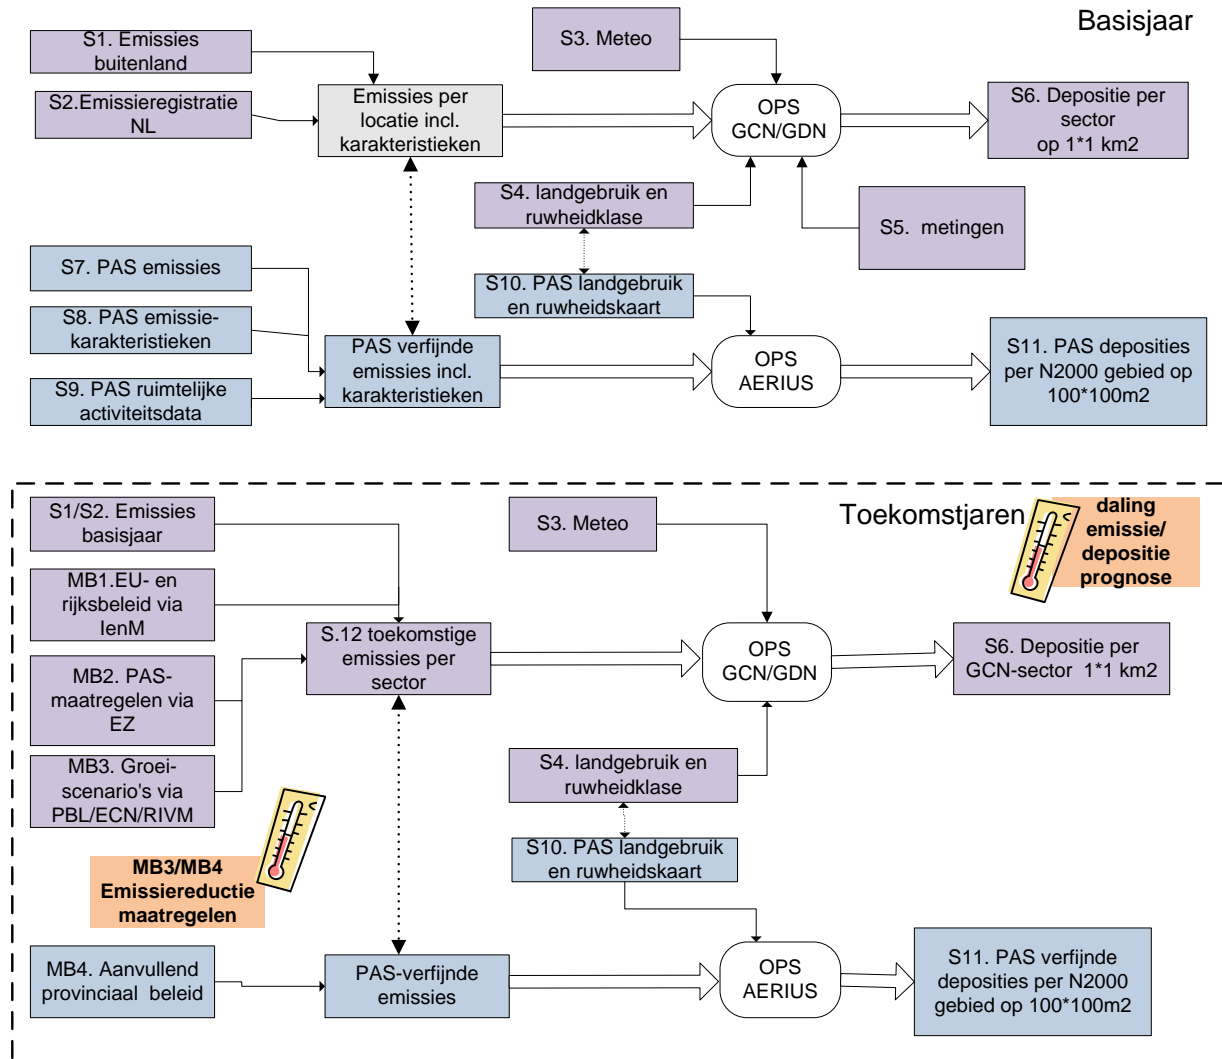 Basisjaar
S1. Emissies
buitenland
S3. Meteo
S2.Emissieregistratie
NL
Emissies per
locatie incl.
karakteristieken
OPS
GCN/GDN
S6. Depositie per
sector
op 1*1 km2
S4. landgebruik en
ruwheidklase
S5. metingen
S7. PAS emissies
S10. PAS landgebruik
en ruwheidskaart
S8. PAS emissie-
karakteristieken
PAS verfijnde
emissies incl.
karakteristieken
OPS
AERIUS
S11. PAS deposities
per N2000 gebied op
100*100m2
S9. PAS ruimtelijke
activiteitsdata
Toekomstjaren
daling
emissie/
depositie
prognose
S1/S2. Emissies
basisjaar
S3. Meteo
MB1.EU- en
rijksbeleid via
IenM
S.12 toekomstige
emissies per
sector
OPS
GCN/GDN
S6. Depositie per
GCN-sector 1*1 km2
MB2. PAS-
maatregelen via
EZ
MB3. Groei-
scenario's via
PBL/ECN/RIVM
S4. landgebruik en
ruwheidklase
S10. PAS landgebruik
en ruwheidskaart
MB3/MB4
Emissiereductie
maatregelen
MB4. Aanvullend
provinciaal beleid
PAS-verfijnde
emissies
OPS
AERIUS
S11. PAS verfijnde
deposities per N2000
gebied op 100*100m2